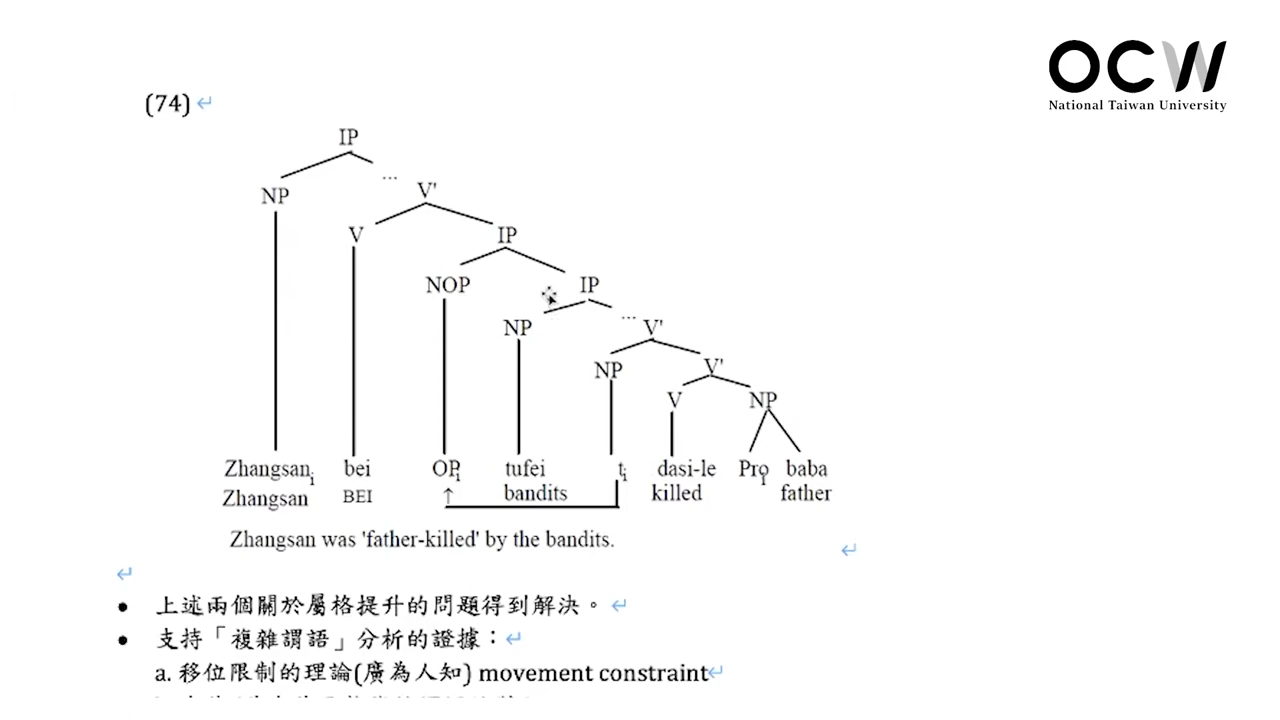 OCW
National Taiwan University
(74)
IP
NP ... V'
V IP
NOP IP
NP ... V'
NP V'
V NP
Zhangsanᵢ bei OPᵢ tufei tᵢ dasi-le Proᵢ baba
Zhangsan BEI ↑ bandits killed father
Zhangsan was 'father-killed' by the bandits.
• 上述兩個關於屬格提升的問題得到解決。
• 支持「複雜謂語」分析的證據：
a. 移位限制的理論(廣為人知) movement constraint